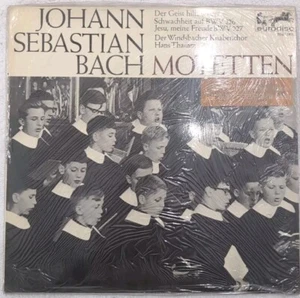 JOHANN
SEBASTIAN
BACH MOTETTEN
Der Geist hilft
Schwachheit auf BWV 226
Jesu, meine Freude BWV 227
Der Windsbacher Knabenchor
Hans Thamm
eurodisc